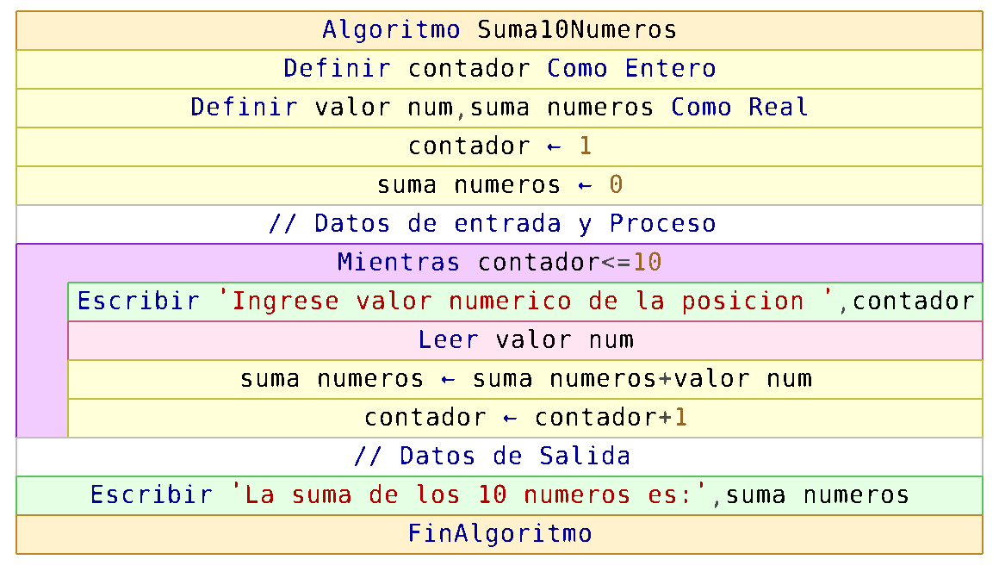 Algoritmo Suma10Numeros
Definir contador Como Entero
Definir valor num,suma numeros Como Real
contador ← 1
suma numeros ← 0
// Datos de entrada y Proceso
Mientras contador<=10
Escribir 'Ingrese valor numerico de la posicion ',contador
Leer valor num
suma numeros ← suma numeros+valor num
contador ← contador+1
// Datos de Salida
Escribir 'La suma de los 10 numeros es:',suma numeros
FinAlgoritmo